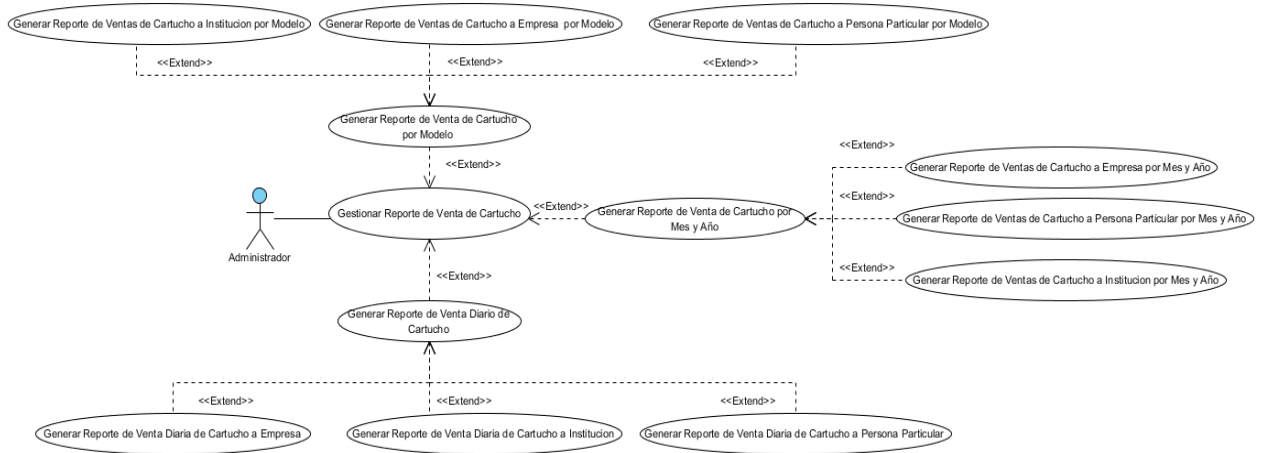 Generar Reporte de Ventas de Cartucho a Institucion por Modelo
Generar Reporte de Ventas de Cartucho a Empresa por Modelo
Generar Reporte de Ventas de Cartucho a Persona Particular por Modelo
<<Extend>>
<<Extend>>
<<Extend>>
Generar Reporte de Venta de Cartucho
por Modelo
<<Extend>>
Administrador
Gestionar Reporte de Venta de Cartucho
<<Extend>>
Generar Reporte de Venta de Cartucho por
Mes y Año
<<Extend>>
Generar Reporte de Ventas de Cartucho a Empresa por Mes y Año
<<Extend>>
Generar Reporte de Ventas de Cartucho a Persona Particular por Mes y Año
<<Extend>>
Generar Reporte de Ventas de Cartucho a Institucion por Mes y Año
<<Extend>>
Generar Reporte de Venta Diario de
Cartucho
<<Extend>>
<<Extend>>
<<Extend>>
Generar Reporte de Venta Diaria de Cartucho a Empresa
Generar Reporte de Venta Diaria de Cartucho a Institucion
Generar Reporte de Venta Diaria de Cartucho a Persona Particular